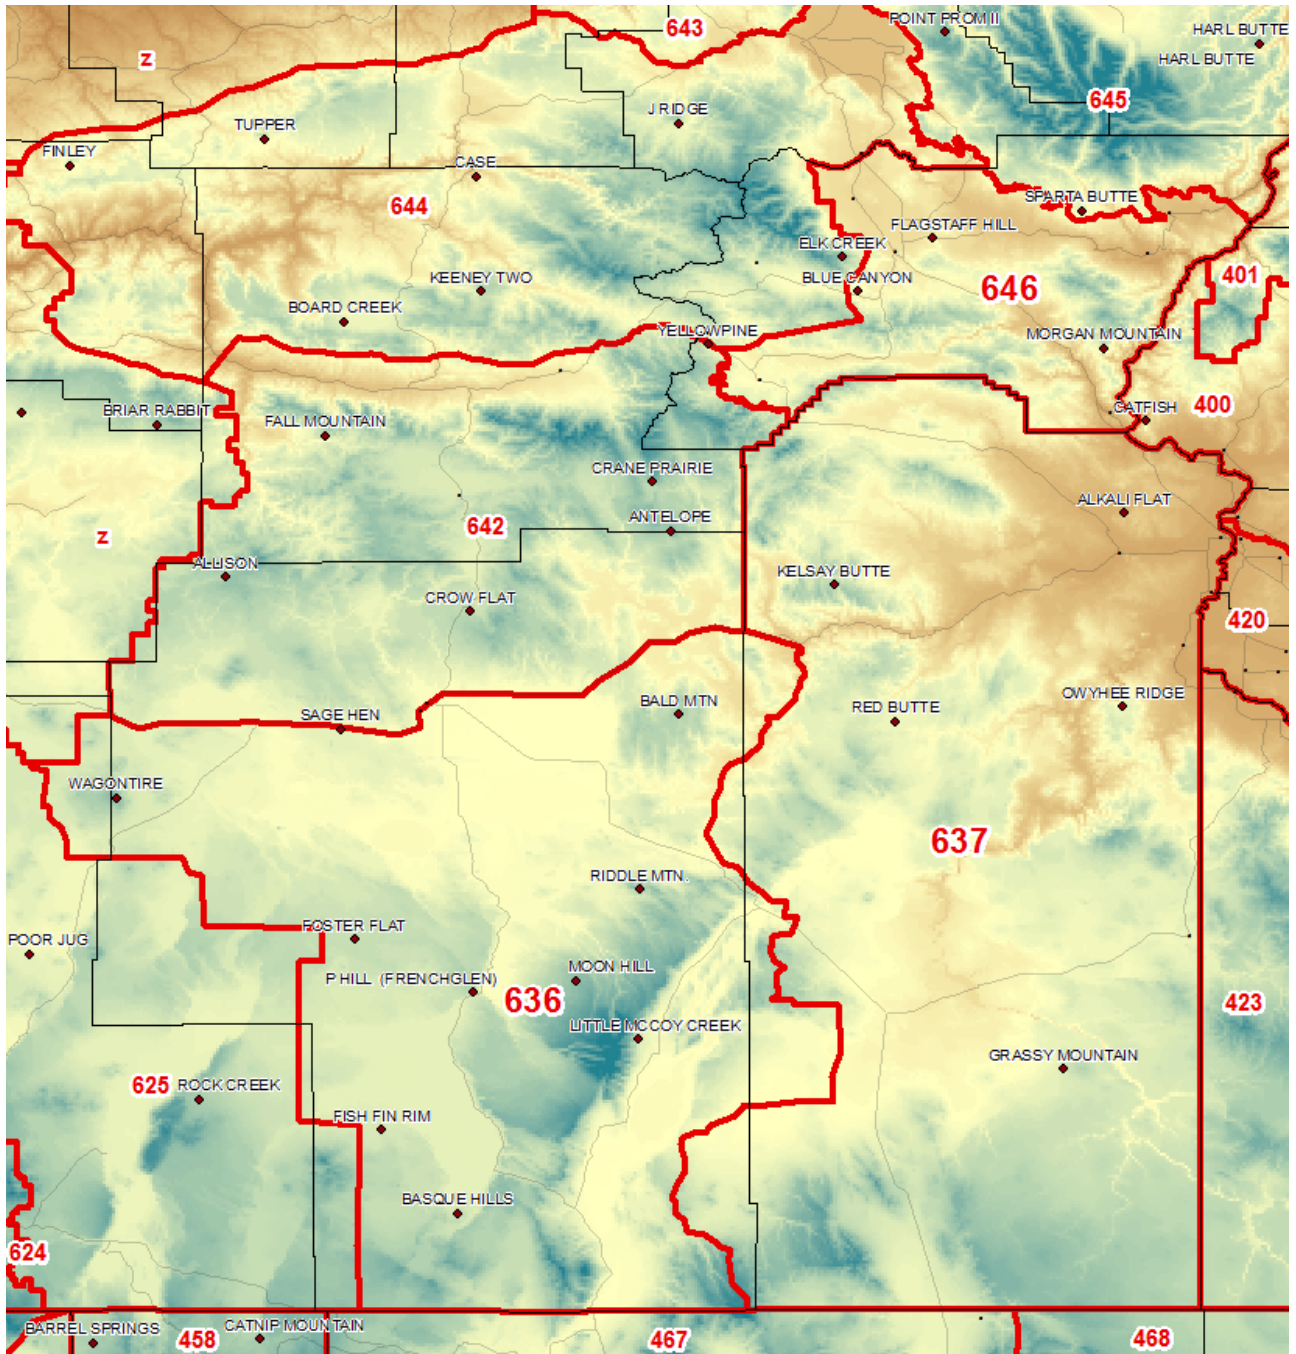 POINT PROM II
643
HARL BUTTE
z
HARL BUTTE
645
J RIDGE
TUPPER
FINLEY
CASE
644
SPARTA BUTTE
FLAGSTAFF HILL
ELK CREEK
401
KEENEY TWO
BLUE CANYON
646
BOARD CREEK
YELLOWPINE
MORGAN MOUNTAIN
400
BRIAR RABBIT
CATFISH
FALL MOUNTAIN
CRANE PRAIRIE
ALKALI FLAT
ANTELOPE
642
z
ALLISON
KELSAY BUTTE
CROW FLAT
420
BALD MTN
OWYHEE RIDGE
RED BUTTE
SAGE HEN
WAGONTIRE
637
RIDDLE MTN.
FOSTER FLAT
POOR JUG
MOON HILL
P HILL (FRENCHGLEN)
636
423
LITTLE MCCOY CREEK
GRASSY MOUNTAIN
625
ROCK CREEK
FISH FIN RIM
BASQUE HILLS
624
CATNIP MOUNTAIN
BARREL SPRINGS
458
467
468